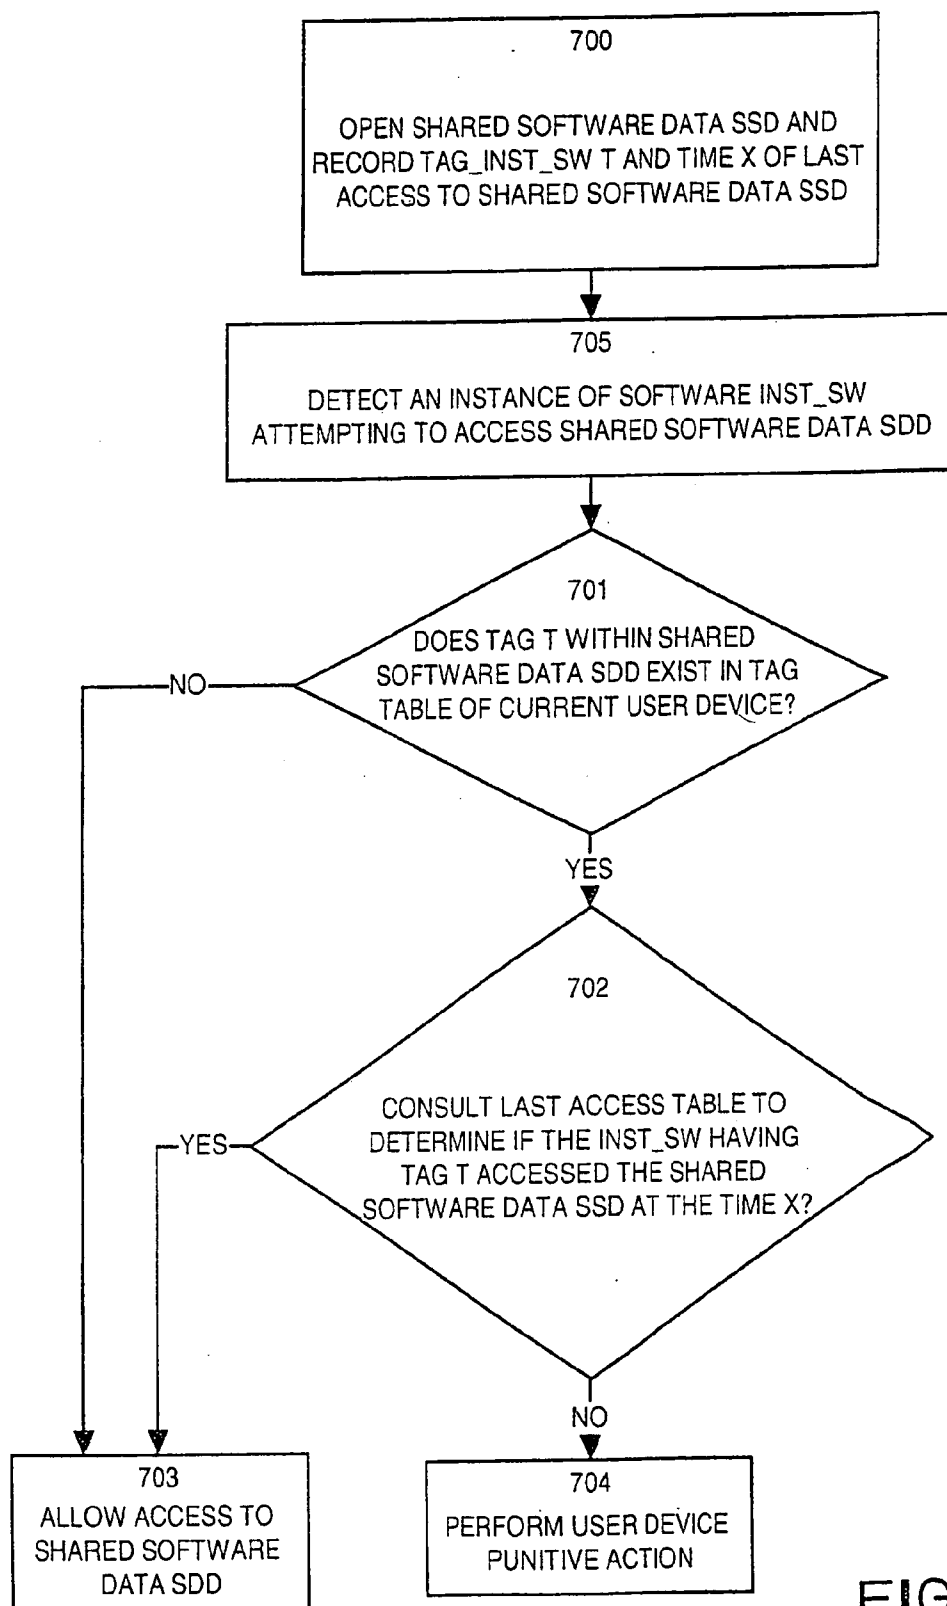 700
OPEN SHARED SOFTWARE DATA SSD AND
RECORD TAG_INST_SW T AND TIME X OF LAST
ACCESS TO SHARED SOFTWARE DATA SSD
705
DETECT AN INSTANCE OF SOFTWARE INST_SW
ATTEMPTING TO ACCESS SHARED SOFTWARE DATA SDD
701
DOES TAG T WITHIN SHARED
SOFTWARE DATA SDD EXIST IN TAG
TABLE OF CURRENT USER DEVICE?
NO
YES
702
CONSULT LAST ACCESS TABLE TO
DETERMINE IF THE INST_SW HAVING
TAG T ACCESSED THE SHARED
SOFTWARE DATA SSD AT THE TIME X?
YES
NO
703
ALLOW ACCESS TO
SHARED SOFTWARE
DATA SDD
704
PERFORM USER DEVICE
PUNITIVE ACTION
FIG